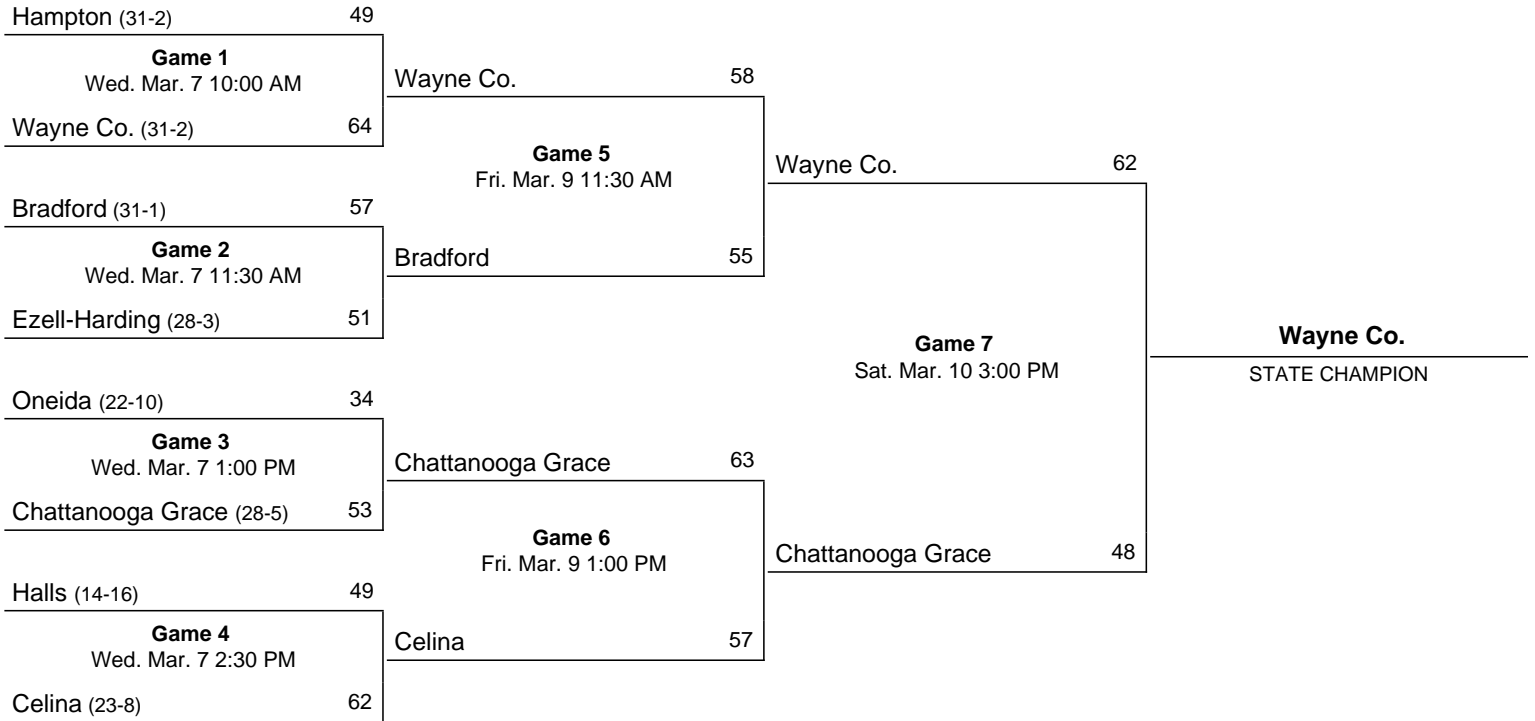 Hampton (31-2) 49
Game 1
Wed. Mar. 7 10:00 AM
Wayne Co. (31-2) 64
Bradford (31-1) 57
Game 2
Wed. Mar. 7 11:30 AM
Ezell-Harding (28-3) 51
Oneida (22-10) 34
Game 3
Wed. Mar. 7 1:00 PM
Chattanooga Grace (28-5) 53
Halls (14-16) 49
Game 4
Wed. Mar. 7 2:30 PM
Celina (23-8) 62
Wayne Co. 58
Game 5
Fri. Mar. 9 11:30 AM
Bradford 55
Chattanooga Grace 63
Game 6
Fri. Mar. 9 1:00 PM
Celina 57
Wayne Co. 62
Game 7
Sat. Mar. 10 3:00 PM
Chattanooga Grace 48
Wayne Co.
STATE CHAMPION